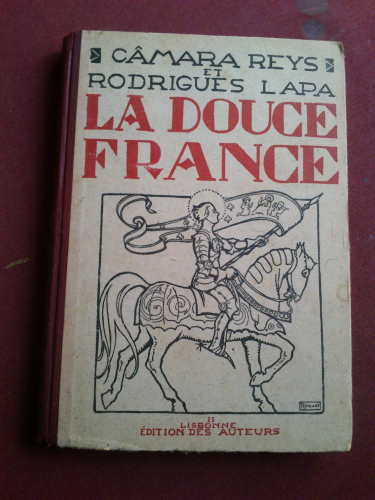 CÂMARA REYS
ET
RODRIGUES LAPA
LA DOUCE
FRANCE
II
LISBONNE
ÉDITION DES AUTEURS